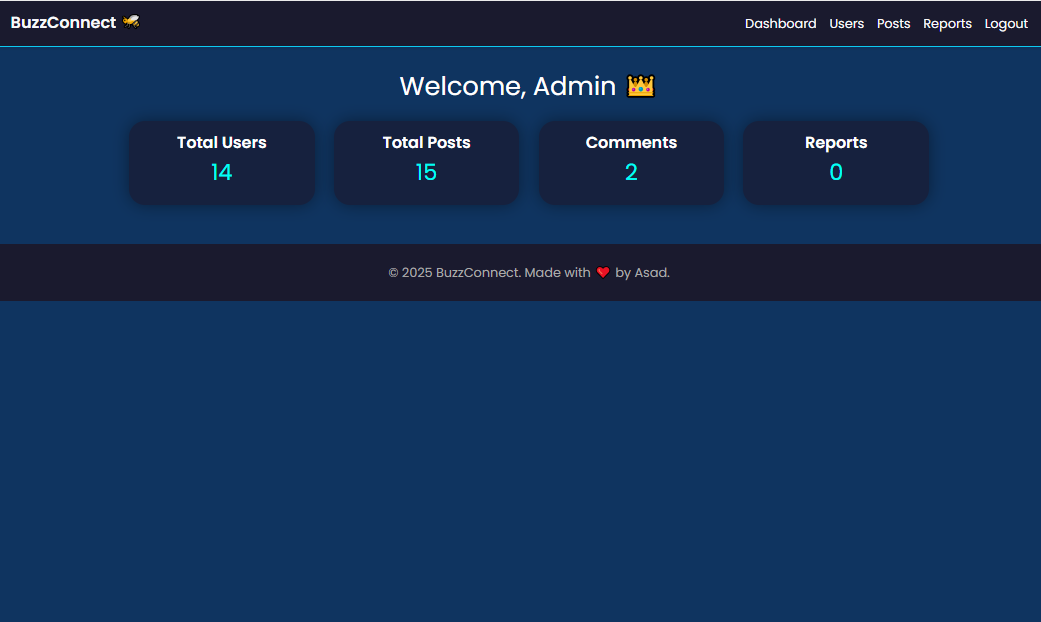 BuzzConnect 🐝
Dashboard Users Posts Reports Logout
Welcome, Admin 👑
Total Users
14
Total Posts
15
Comments
2
Reports
0
© 2025 BuzzConnect. Made with ❤️ by Asad.